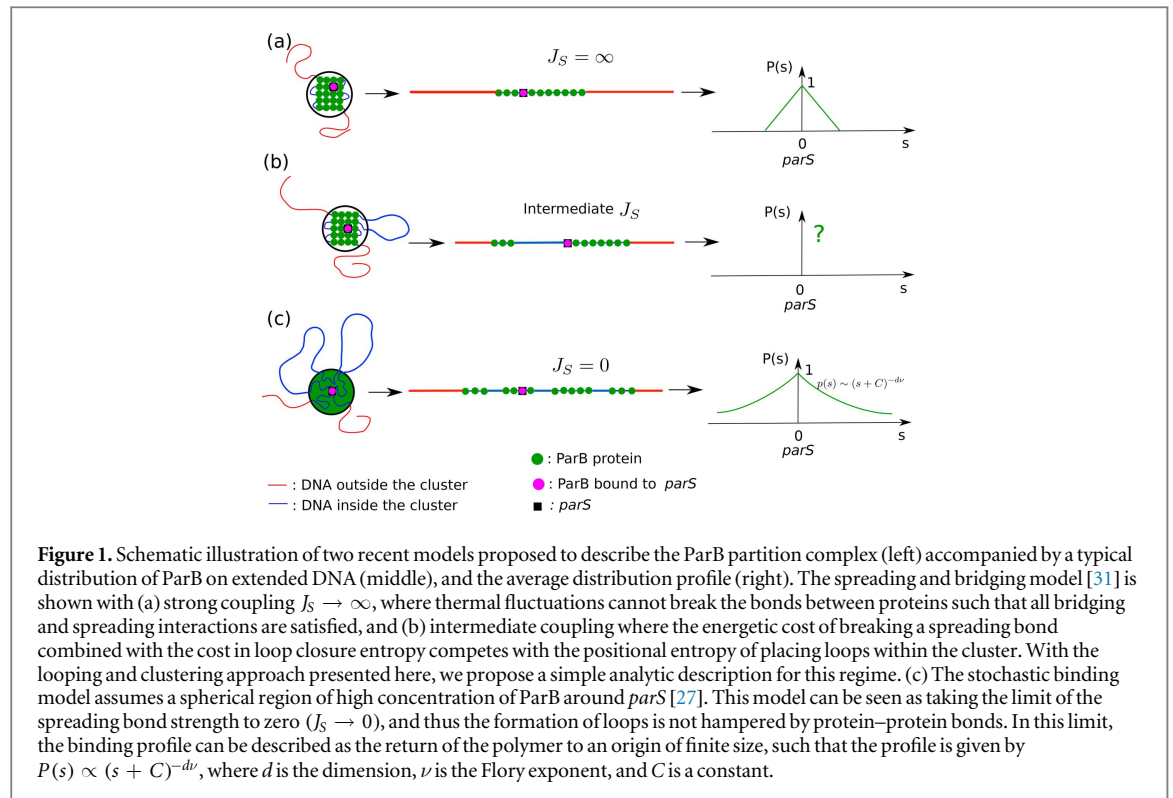 (a)
J_S = ∞
P(s)
1
0
s
parS
(b)
Intermediate J_S
P(s)
?
0
s
parS
(c)
J_S = 0
P(s)
1
p(s) ∼ (s + C)^{-dν}
0
s
parS
: ParB protein
: DNA outside the cluster
: ParB bound to parS
: DNA inside the cluster
: parS
Figure 1. Schematic illustration of two recent models proposed to describe the ParB partition complex (left) accompanied by a typical
distribution of ParB on extended DNA (middle), and the average distribution profile (right). The spreading and bridging model [31] is
shown with (a) strong coupling J_S → ∞, where thermal fluctuations cannot break the bonds between proteins such that all bridging
and spreading interactions are satisfied, and (b) intermediate coupling where the energetic cost of breaking a spreading bond
combined with the cost in loop closure entropy competes with the positional entropy of placing loops within the cluster. With the
looping and clustering approach presented here, we propose a simple analytic description for this regime. (c) The stochastic binding
model assumes a spherical region of high concentration of ParB around parS [27]. This model can be seen as taking the limit of the
spreading bond strength to zero (J_S → 0), and thus the formation of loops is not hampered by protein–protein bonds. In this limit,
the binding profile can be described as the return of the polymer to an origin of finite size, such that the profile is given by
P(s) ∝ (s + C)^{-dν}, where d is the dimension, ν is the Flory exponent, and C is a constant.